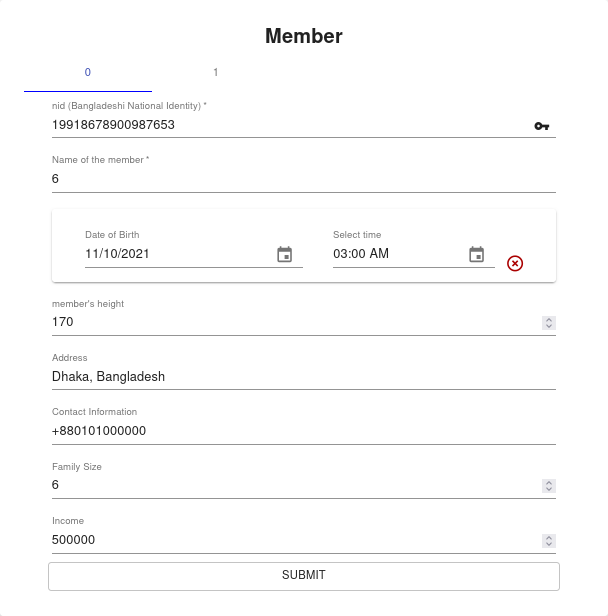 Member
0 1
nid (Bangladeshi National Identity) *
19918678900987653
Name of the member *
6
Date of Birth Select time
11/10/2021 03:00 AM
member's height
170
Address
Dhaka, Bangladesh
Contact Information
+880101000000
Family Size
6
Income
500000
SUBMIT